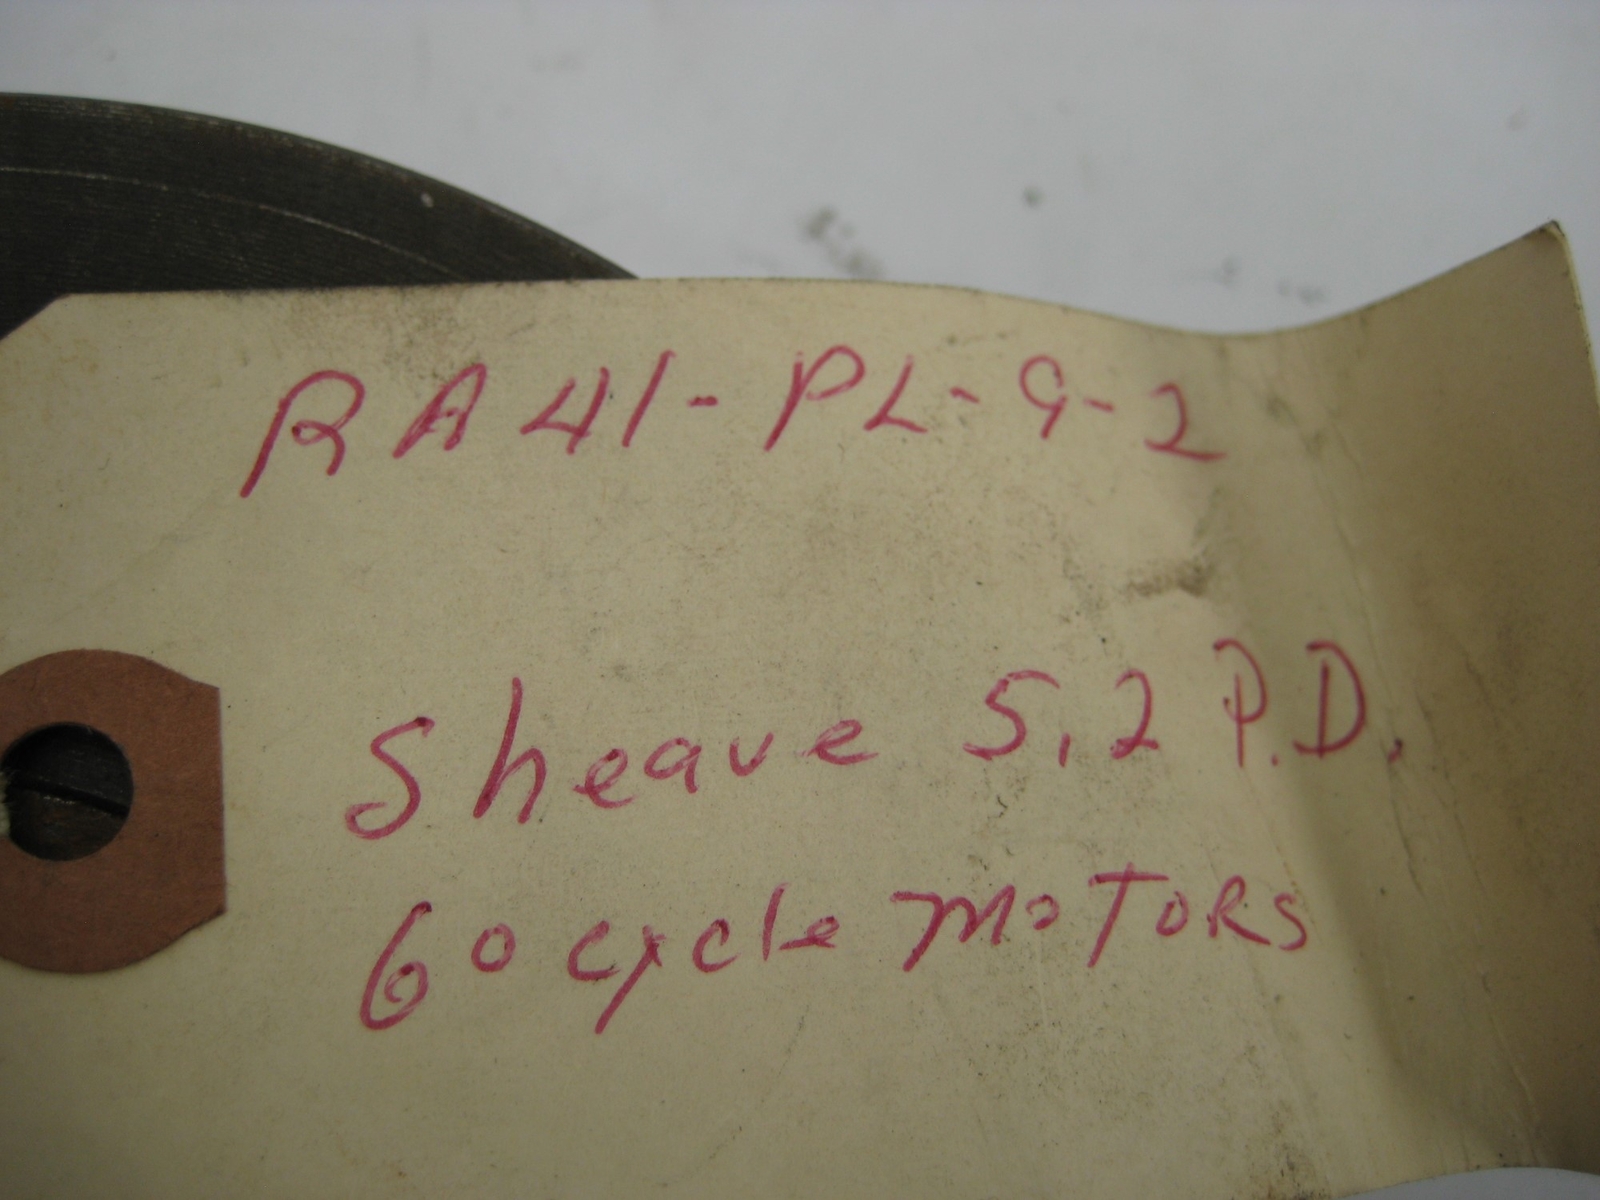 RA41-PL-9-2
Sheave 5.2 P.D.
60 cycle MOTORS